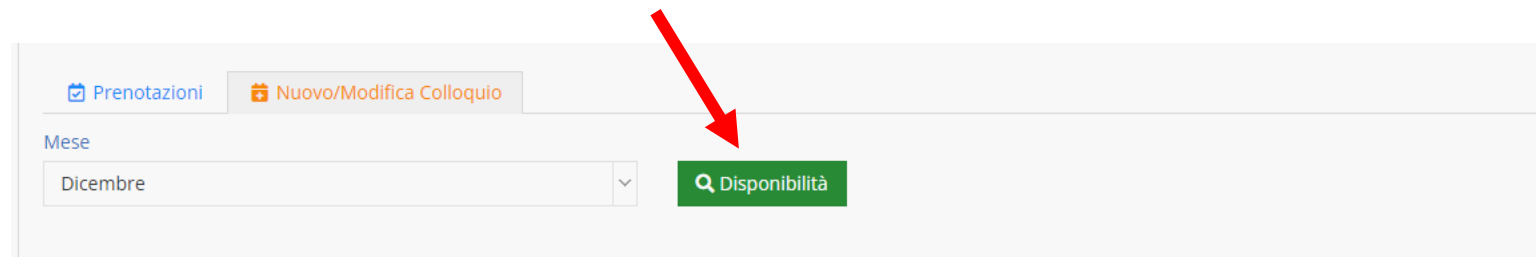 Prenotazioni
Nuovo/Modifica Colloquio
Mese
Dicembre
Disponibilità